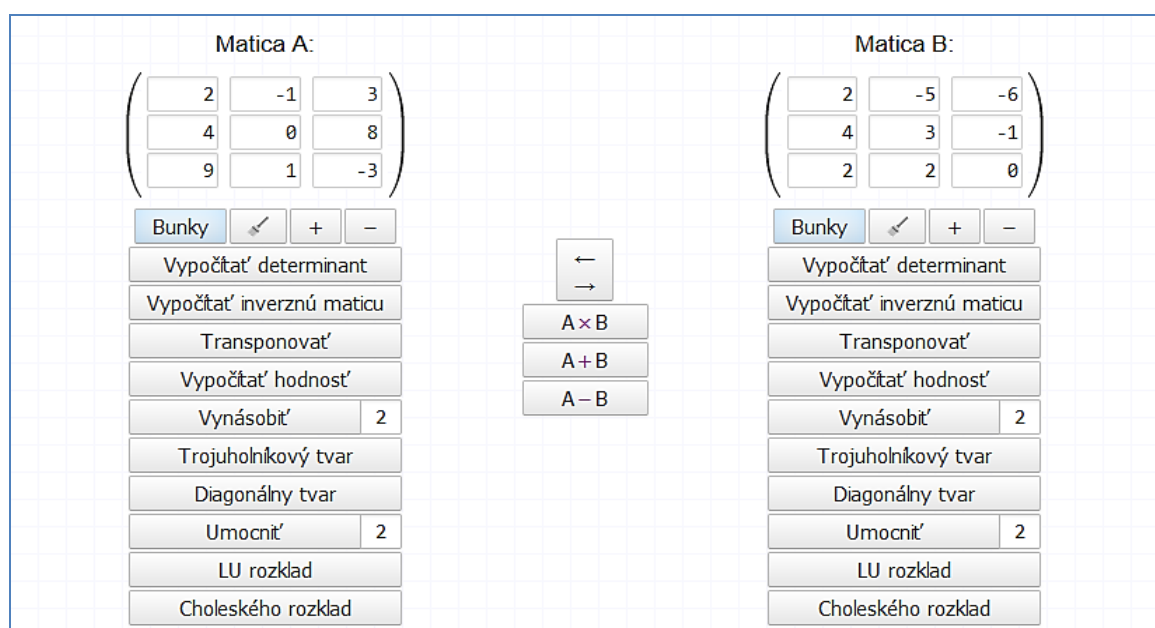 Matica A:
2 -1 3
4 0 8
9 1 -3
Bunky + −
Vypočítať determinant
Vypočítať inverznú maticu
Transponovať
Vypočítať hodnosť
Vynásobiť 2
Trojuholníkový tvar
Diagonálny tvar
Umocniť 2
LU rozklad
Choleského rozklad
←
→
A×B
A+B
A−B
Matica B:
2 -5 -6
4 3 -1
2 2 0
Bunky + −
Vypočítať determinant
Vypočítať inverznú maticu
Transponovať
Vypočítať hodnosť
Vynásobiť 2
Trojuholníkový tvar
Diagonálny tvar
Umocniť 2
LU rozklad
Choleského rozklad